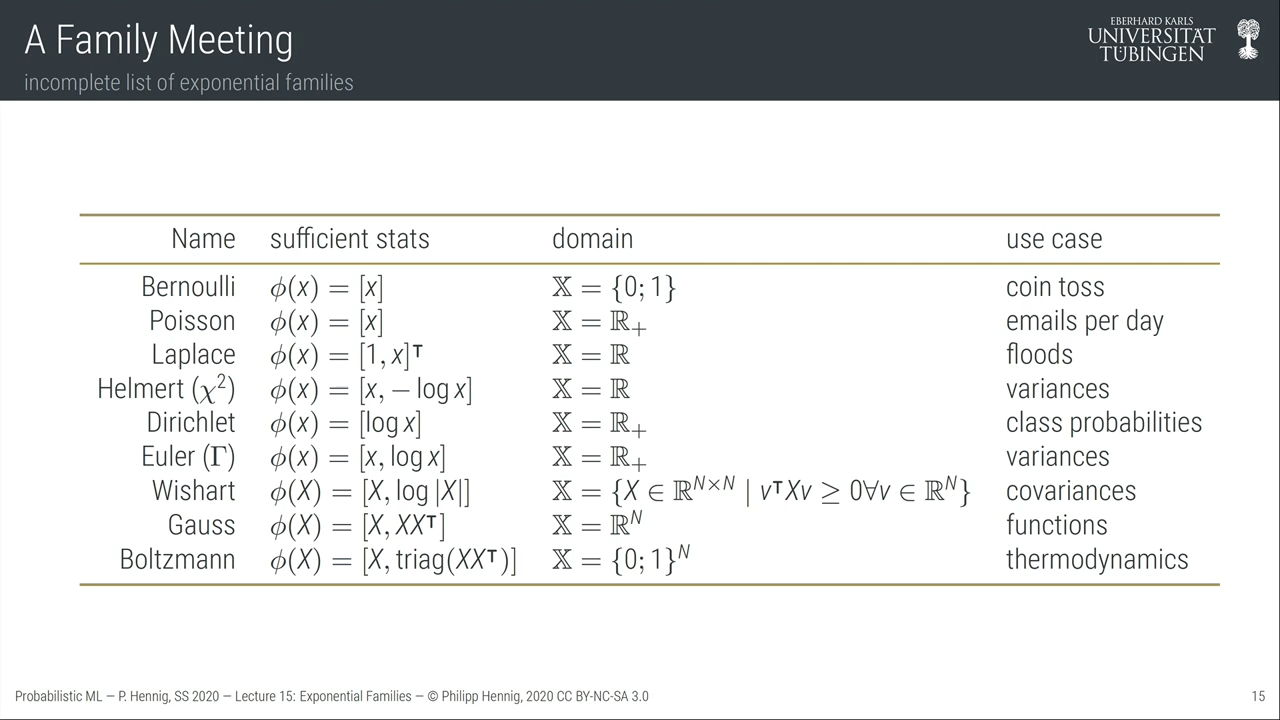 A Family Meeting
incomplete list of exponential families
EBERHARD KARLS
UNIVERSITÄT
TÜBINGEN
Name sufficient stats domain use case
Bernoulli ϕ(x) = [x] 𝕏 = {0; 1} coin toss
Poisson ϕ(x) = [x] 𝕏 = ℝ₊ emails per day
Laplace ϕ(x) = [1, x]ᵀ 𝕏 = ℝ floods
Helmert (χ²) ϕ(x) = [x, − log x] 𝕏 = ℝ variances
Dirichlet ϕ(x) = [log x] 𝕏 = ℝ₊ class probabilities
Euler (Γ) ϕ(x) = [x, log x] 𝕏 = ℝ₊ variances
Wishart ϕ(X) = [X, log |X|] 𝕏 = {X ∈ ℝᴺˣᴺ | vᵀXv ≥ 0∀v ∈ ℝᴺ} covariances
Gauss ϕ(X) = [X, XXᵀ] 𝕏 = ℝᴺ functions
Boltzmann ϕ(X) = [X, triag(XXᵀ)] 𝕏 = {0; 1}ᴺ thermodynamics
Probabilistic ML — P. Hennig, SS 2020 — Lecture 15: Exponential Families — © Philipp Hennig, 2020 CC BY-NC-SA 3.0 15